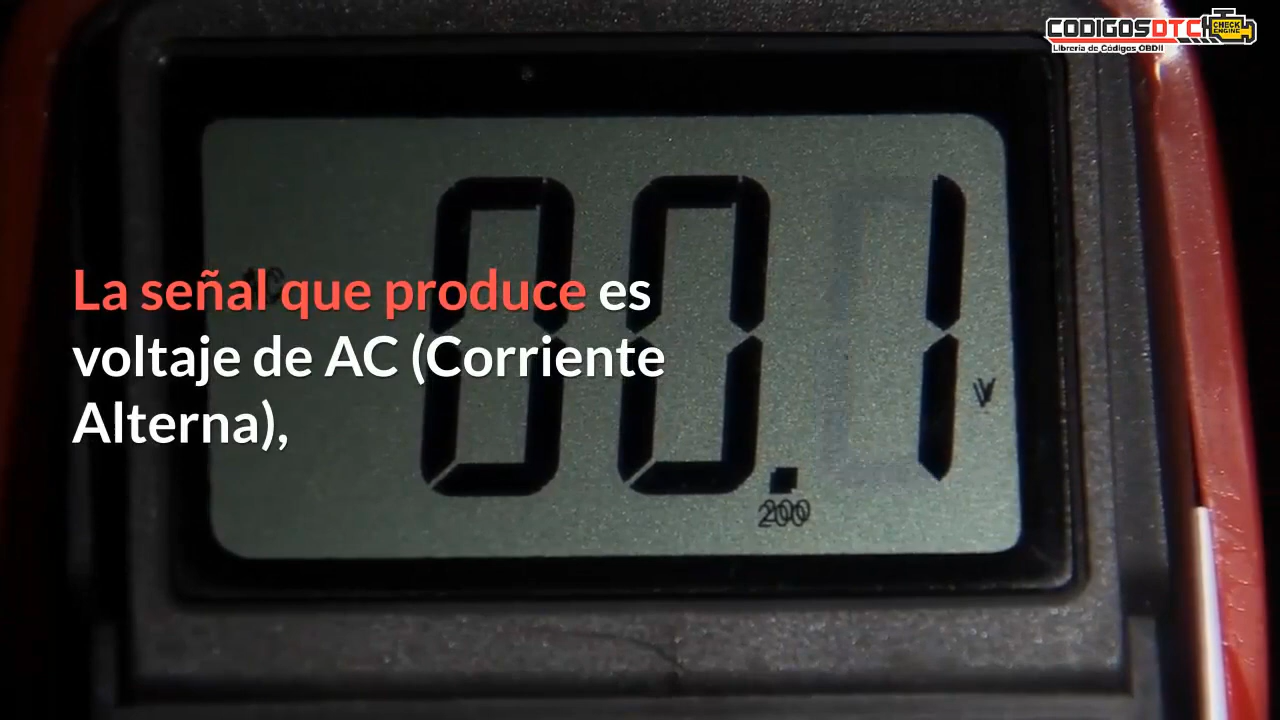 CODIGOSDTC
CHECK
ENGINE
Libreria de Códigos OBDII
00.1
V
200
La señal que produce es
voltaje de AC (Corriente
Alterna),